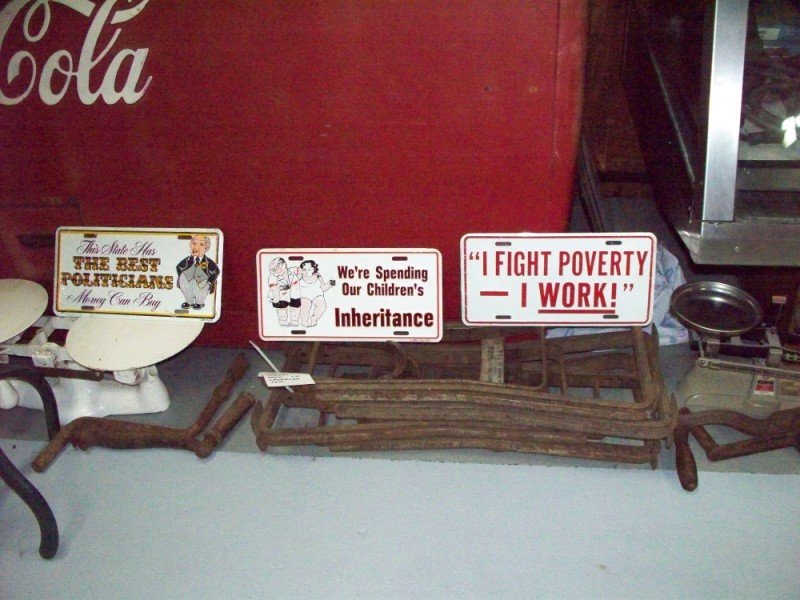 Cola
This State Has
THE BEST
POLITICIANS
Money Can Buy
We're Spending
Our Children's
Inheritance
"I FIGHT POVERTY
— I WORK!"